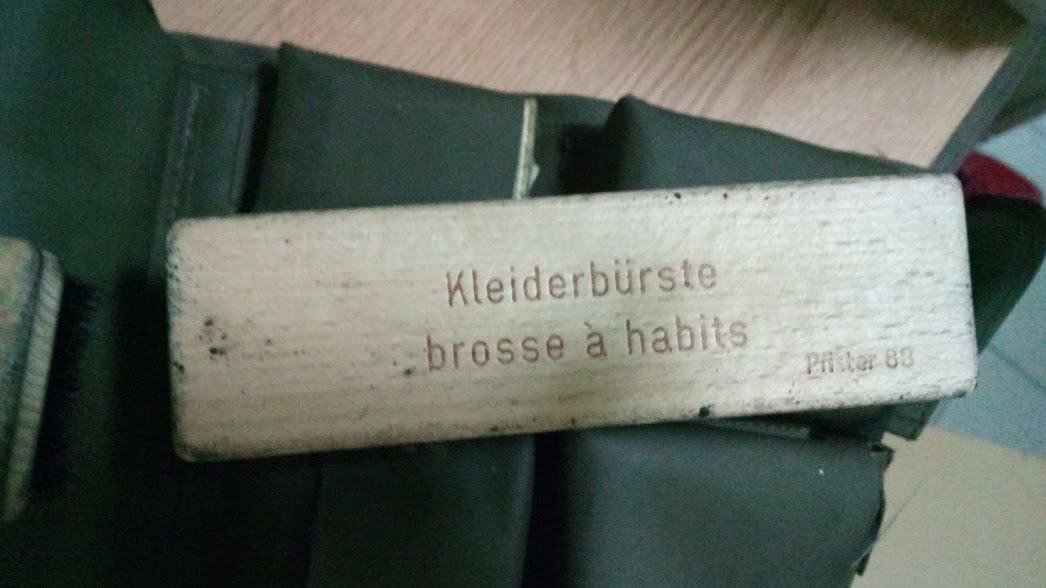 Kleiderbürste
brosse à habits
Pfister 88